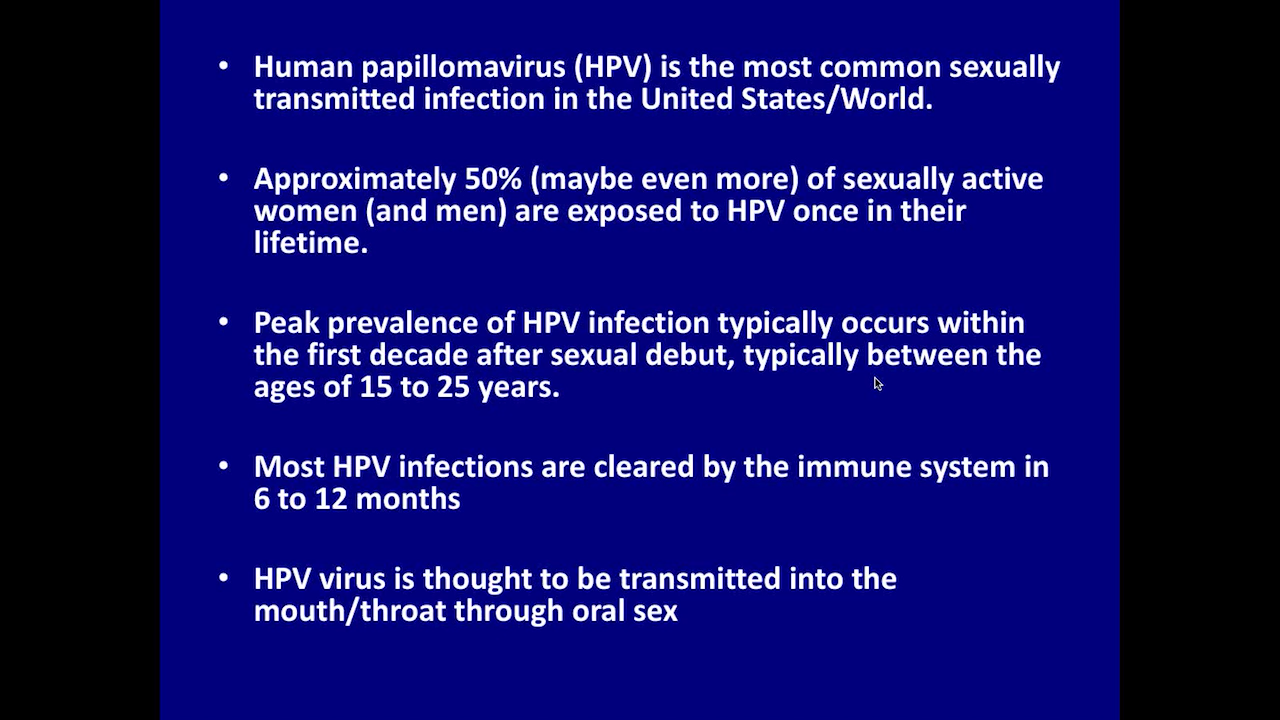 • Human papillomavirus (HPV) is the most common sexually
transmitted infection in the United States/World.
• Approximately 50% (maybe even more) of sexually active
women (and men) are exposed to HPV once in their
lifetime.
• Peak prevalence of HPV infection typically occurs within
the first decade after sexual debut, typically between the
ages of 15 to 25 years.
• Most HPV infections are cleared by the immune system in
6 to 12 months
• HPV virus is thought to be transmitted into the
mouth/throat through oral sex